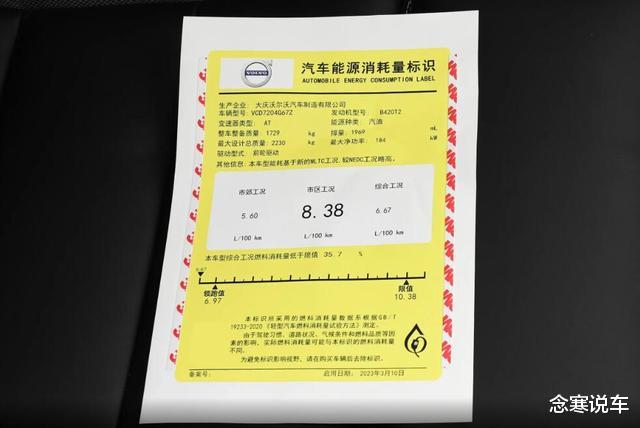 VOLVO
汽车能源消耗量标识
AUTOMOBILE ENERGY CONSUMPTION LABEL
生产企业: 大庆沃尔沃汽车制造有限公司
车辆型号: VCD7204G67Z 发动机型号: B420T2
变速器类型: AT 能源种类: 汽油
整车整备质量: 1729 kg 排量: 1969 mL
最大设计总质量: 2230 kg 最大净功率: 184 kW
驱动型式: 前轮驱动
其他信息: 本车型能耗基于新的WLTC工况, 较NEDC工况略高。
市郊工况 市区工况 综合工况
5.60 8.38 6.67
L/100 km L/100 km L/100 km
本车型综合工况燃料消耗量低于限值 35.7 %
6.67
领跑值 限值
6.97 10.38
本标识所采用的燃料消耗量数据系根据GB/T
19233-2020《轻型汽车燃料消耗量试验方法》测定。
由于驾驶习惯、道路状况、气候条件和燃料品质等因
素的影响, 实际燃料消耗量可能与本标识的燃料消耗量
不同。
为避免标识影响视野, 请在购买车辆后去除标识。
备案号: 启用日期: 2023年3月10日
念寒说车